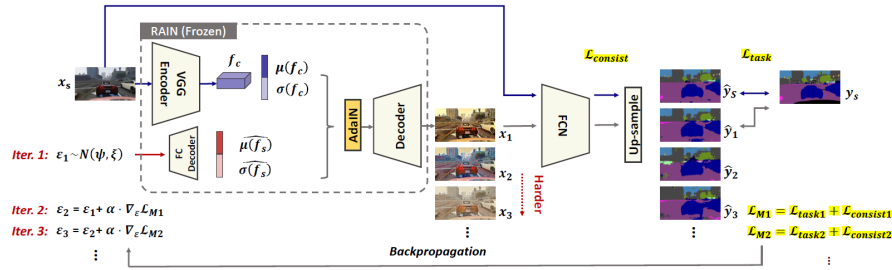 RAIN (Frozen)
x_s
VGG Encoder
f_c
μ(f_c)
σ(f_c)
Iter. 1: ε_1~N(ψ, ξ)
FC Decoder
\widehat{μ(f_s)}
\widehat{σ(f_s)}
AdaIN
Decoder
x_1
x_2
x_3
Harder
FCN
ℒ_consist
Up-sample
ℒ_task
ŷ_S
ŷ_1
ŷ_2
ŷ_3
y_s
Iter. 2: ε_2 = ε_1 + α · ∇_ε ℒ_M1
Iter. 3: ε_3 = ε_2 + α · ∇_ε ℒ_M2
ℒ_M1 = ℒ_task1 + ℒ_consist1
ℒ_M2 = ℒ_task2 + ℒ_consist2
Backpropagation